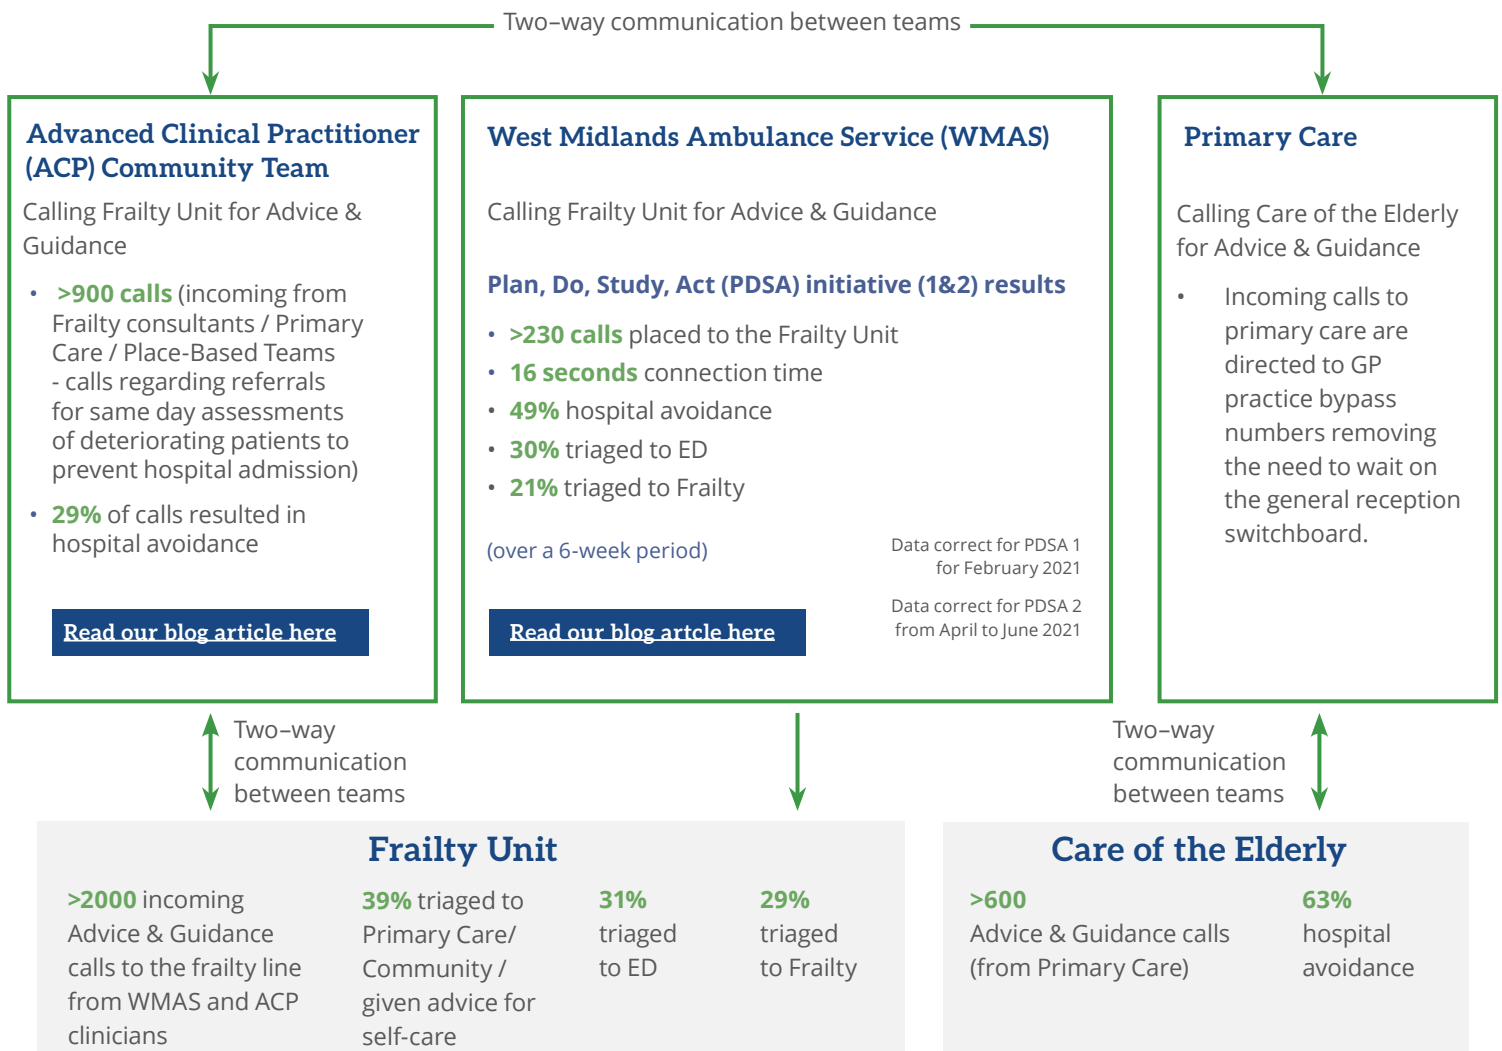 Two–way communication between teams
Advanced Clinical Practitioner
(ACP) Community Team
Calling Frailty Unit for Advice &
Guidance
• >900 calls (incoming from
Frailty consultants / Primary
Care / Place-Based Teams
- calls regarding referrals
for same day assessments
of deteriorating patients to
prevent hospital admission)
• 29% of calls resulted in
hospital avoidance
Read our blog article here
West Midlands Ambulance Service (WMAS)
Calling Frailty Unit for Advice & Guidance
Plan, Do, Study, Act (PDSA) initiative (1&2) results
• >230 calls placed to the Frailty Unit
• 16 seconds connection time
• 49% hospital avoidance
• 30% triaged to ED
• 21% triaged to Frailty
(over a 6-week period)
Data correct for PDSA 1
for February 2021
Data correct for PDSA 2
from April to June 2021
Read our blog artcle here
Primary Care
Calling Care of the Elderly
for Advice & Guidance
• Incoming calls to
primary care are
directed to GP
practice bypass
numbers removing
the need to wait on
the general reception
switchboard.
Two–way
communication
between teams
Two–way
communication
between teams
Frailty Unit
>2000 incoming
Advice & Guidance
calls to the frailty line
from WMAS and ACP
clinicians
39% triaged to
Primary Care/
Community /
given advice for
self-care
31%
triaged
to ED
29%
triaged
to Frailty
Care of the Elderly
>600
Advice & Guidance calls
(from Primary Care)
63%
hospital
avoidance